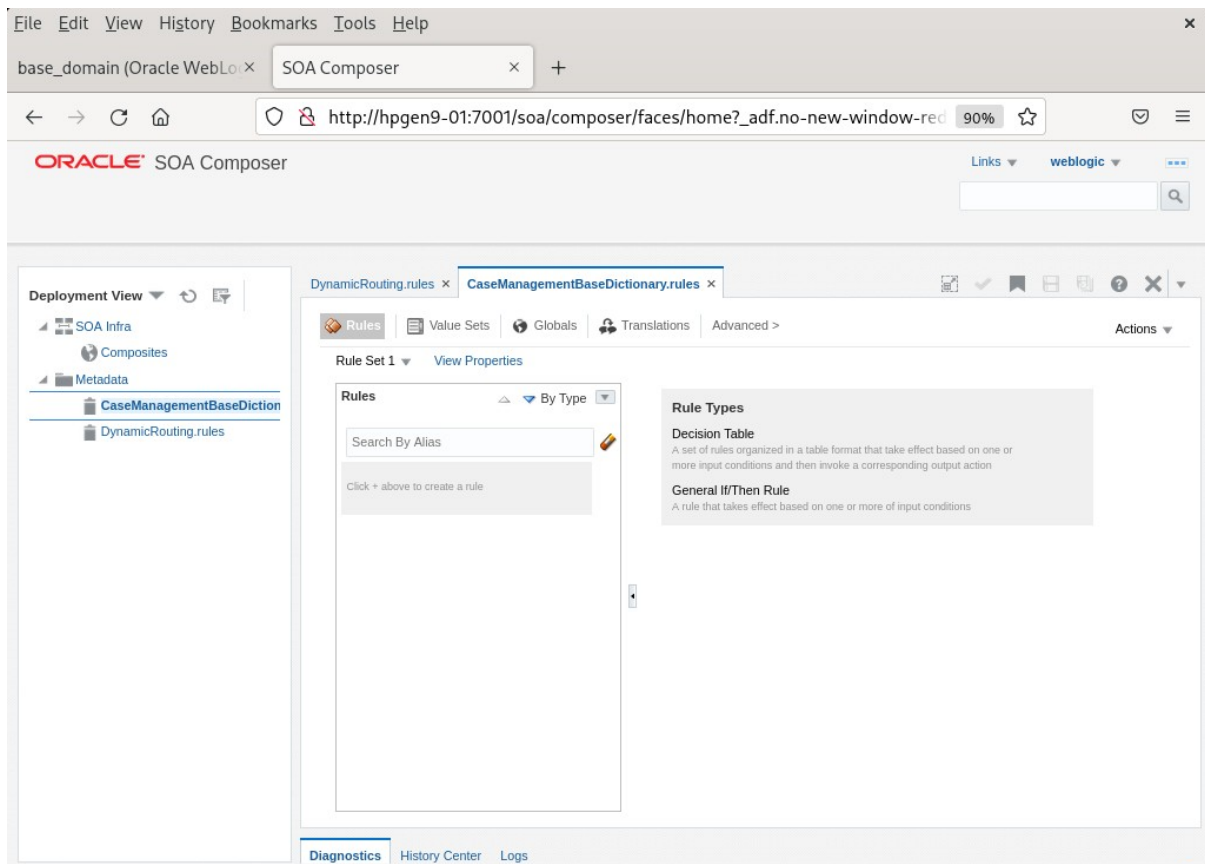 File Edit View History Bookmarks Tools Help
base_domain (Oracle WebLo
SOA Composer
http://hpgen9-01:7001/soa/composer/faces/home?_adf.no-new-window-red 90%
ORACLE SOA Composer
Links weblogic
Deployment View
SOA Infra
Composites
Metadata
CaseManagementBaseDiction
DynamicRouting.rules
DynamicRouting.rules
CaseManagementBaseDictionary.rules
Rules Value Sets Globals Translations Advanced >
Actions
Rule Set 1 View Properties
Rules By Type
Search By Alias
Click + above to create a rule
Rule Types
Decision Table
A set of rules organized in a table format that take effect based on one or
more input conditions and then invoke a corresponding output action
General If/Then Rule
A rule that takes effect based on one or more of input conditions
Diagnostics History Center Logs